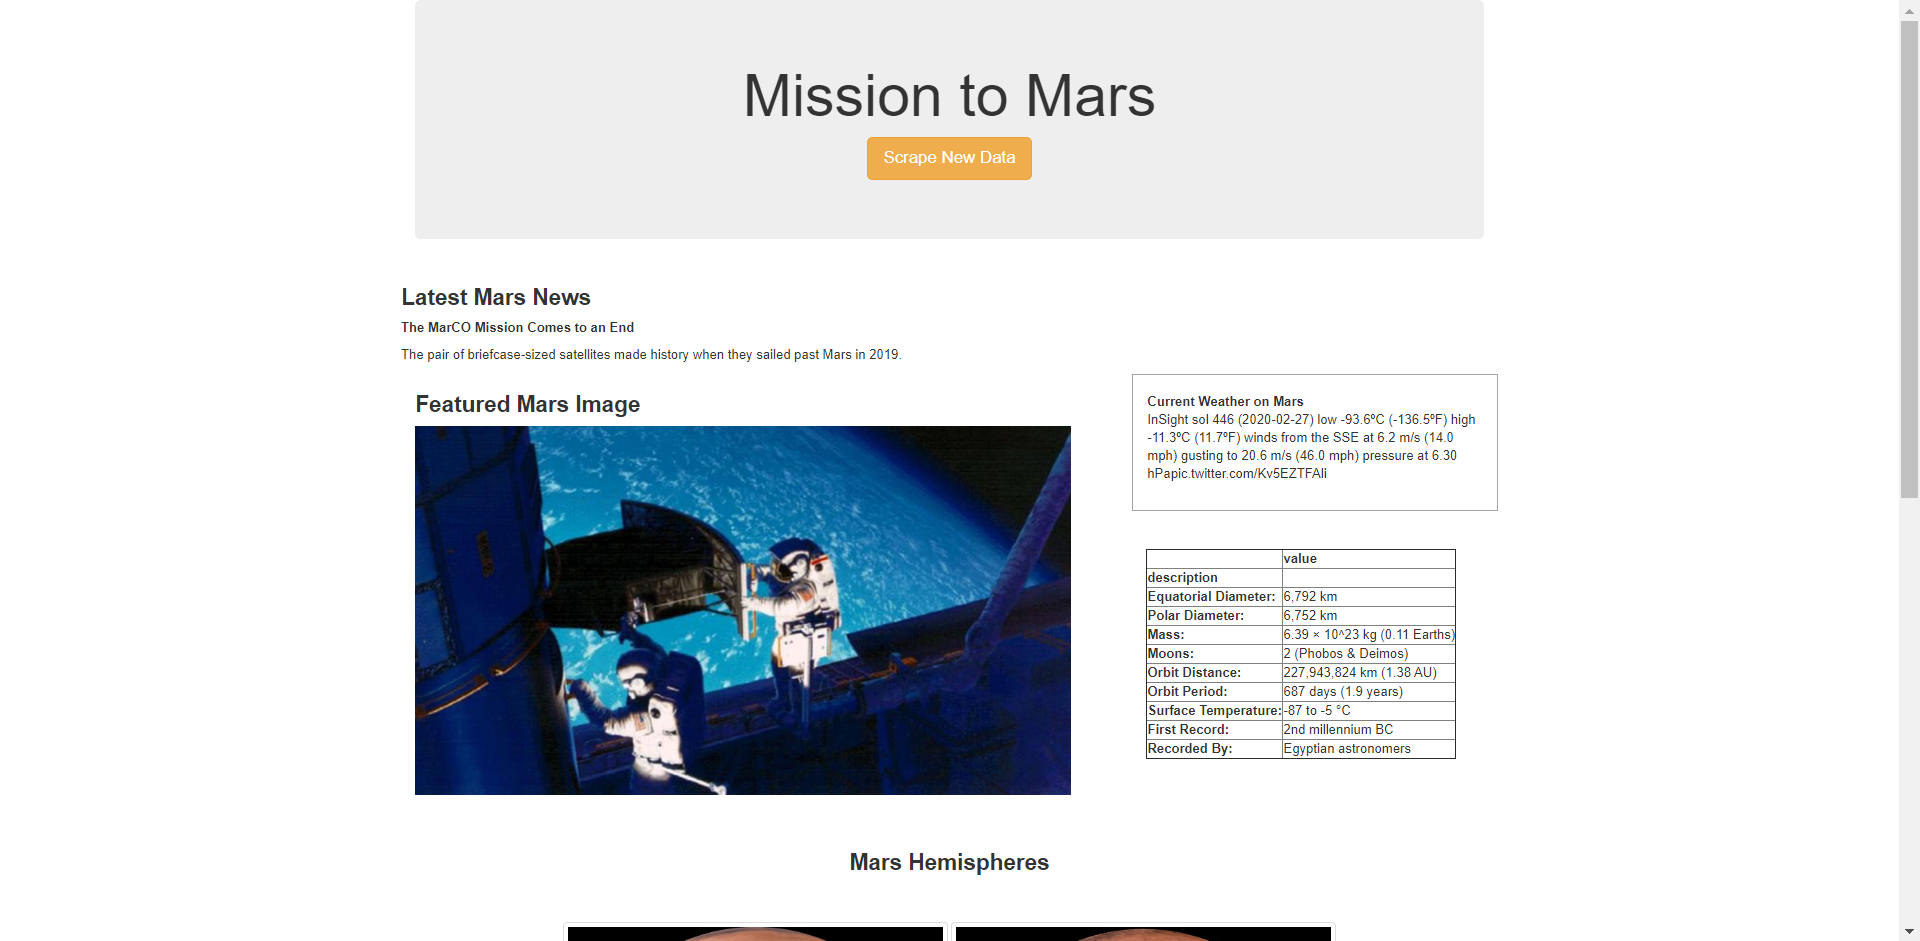 Mission to Mars
Scrape New Data
Latest Mars News
The MarCO Mission Comes to an End
The pair of briefcase-sized satellites made history when they sailed past Mars in 2019.
Featured Mars Image
Current Weather on Mars
InSight sol 446 (2020-02-27) low -93.6ºC (-136.5ºF) high
-11.3ºC (11.7ºF) winds from the SSE at 6.2 m/s (14.0
mph) gusting to 20.6 m/s (46.0 mph) pressure at 6.30
hPapic.twitter.com/Kv5EZTFAli
value
description
Equatorial Diameter: 6,792 km
Polar Diameter: 6,752 km
Mass: 6.39 × 10^23 kg (0.11 Earths)
Moons: 2 (Phobos & Deimos)
Orbit Distance: 227,943,824 km (1.38 AU)
Orbit Period: 687 days (1.9 years)
Surface Temperature: -87 to -5 °C
First Record: 2nd millennium BC
Recorded By: Egyptian astronomers
Mars Hemispheres